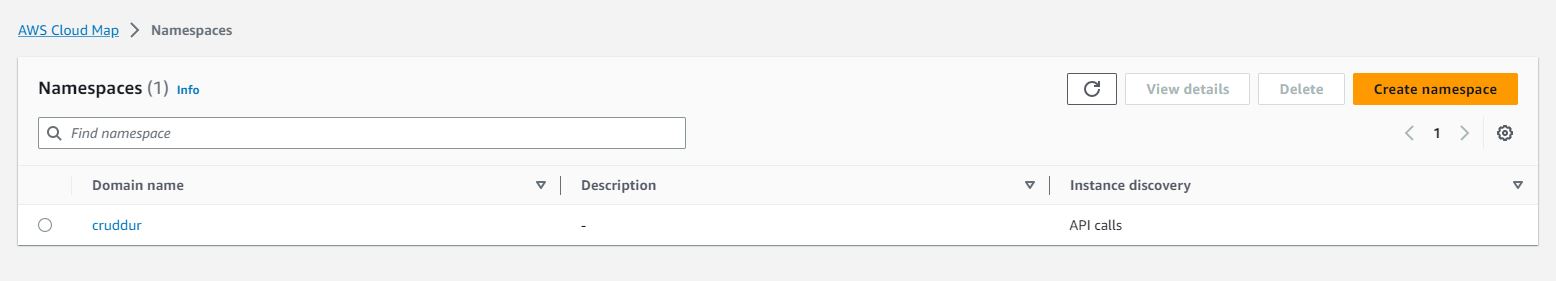 AWS Cloud Map > Namespaces
Namespaces (1) Info
View details Delete Create namespace
Find namespace
1
Domain name Description Instance discovery
cruddur - API calls